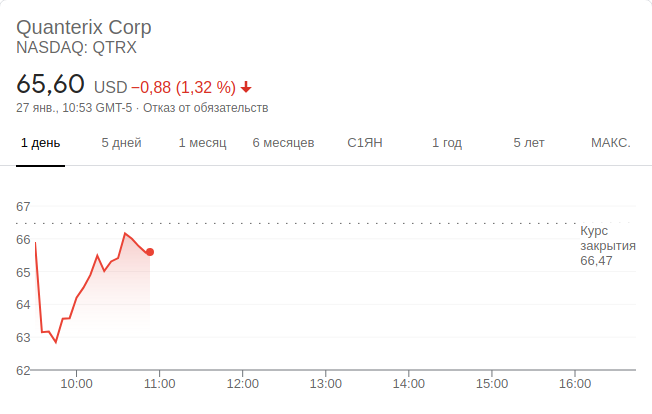 Quanterix Corp
NASDAQ: QTRX
65,60 USD −0,88 (1,32 %)
27 янв., 10:53 GMT-5 · Отказ от обязательств
1 день 5 дней 1 месяц 6 месяцев С1ЯН 1 год 5 лет МАКС.
67
66
65
64
63
62
Курс
закрытия
66,47
10:00 11:00 12:00 13:00 14:00 15:00 16:00